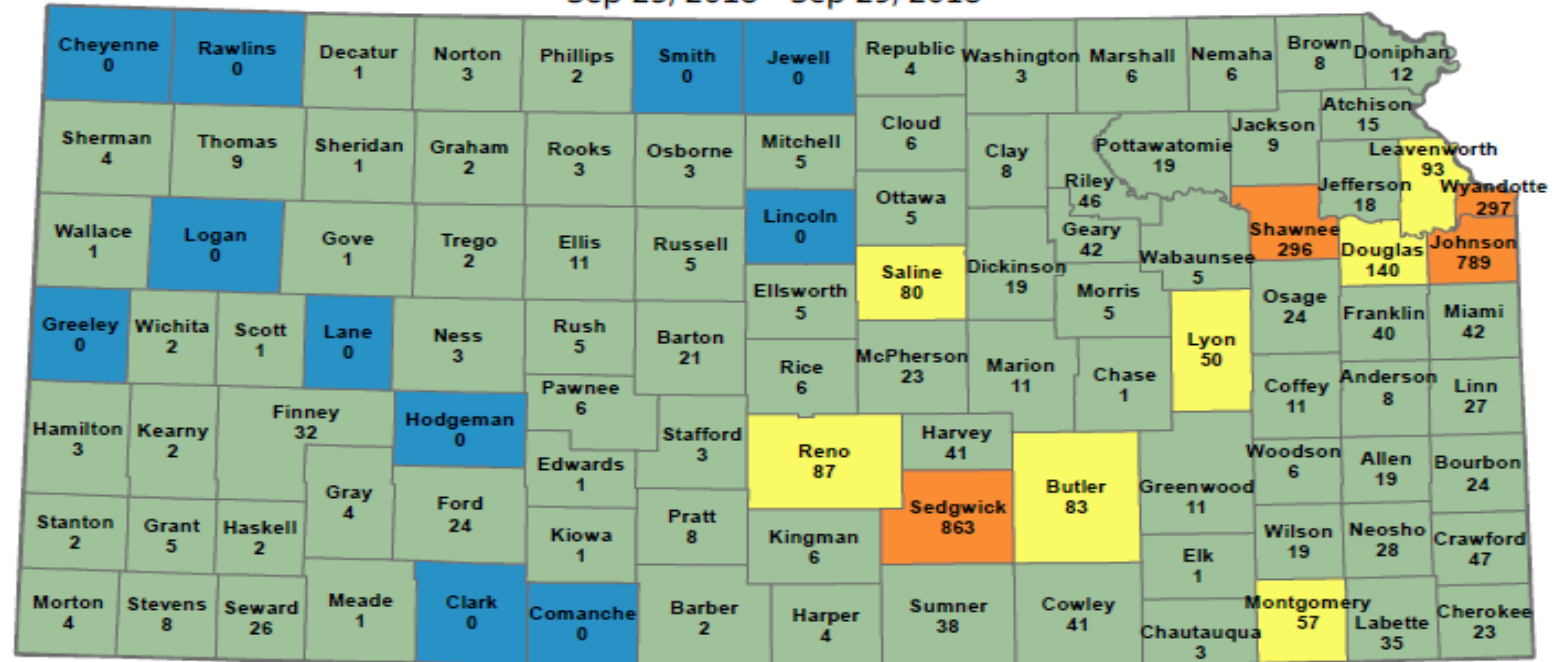 Sep 23, 2018 - Sep 29, 2018
Cheyenne
0
Rawlins
0
Decatur
1
Norton
3
Phillips
2
Smith
0
Jewell
0
Republic
4
Washington
3
Marshall
6
Nemaha
6
Brown
8
Doniphan
12
Sherman
4
Thomas
9
Sheridan
1
Graham
2
Rooks
3
Osborne
3
Mitchell
5
Cloud
6
Clay
8
Riley
46
Pottawatomie
19
Jackson
9
Atchison
15
Leavenworth
93
Jefferson
18
Wyandotte
297
Wallace
1
Logan
0
Gove
1
Trego
2
Ellis
11
Russell
5
Lincoln
0
Ottawa
5
Saline
80
Dickinson
19
Geary
42
Wabaunsee
5
Shawnee
296
Douglas
140
Johnson
789
Greeley
0
Wichita
2
Scott
1
Lane
0
Ness
3
Rush
5
Barton
21
Ellsworth
5
Rice
6
McPherson
23
Marion
11
Morris
5
Chase
1
Lyon
50
Osage
24
Franklin
40
Miami
42
Coffey
11
Anderson
8
Linn
27
Hamilton
3
Kearny
2
Finney
32
Hodgeman
0
Pawnee
6
Stafford
3
Edwards
1
Reno
87
Harvey
41
Sedgwick
863
Butler
83
Greenwood
11
Woodson
6
Allen
19
Bourbon
24
Stanton
2
Grant
5
Haskell
2
Gray
4
Ford
24
Kiowa
1
Pratt
8
Kingman
6
Elk
1
Wilson
19
Neosho
28
Crawford
47
Morton
4
Stevens
8
Seward
26
Meade
1
Clark
0
Comanche
0
Barber
2
Harper
4
Sumner
38
Cowley
41
Chautauqua
3
Montgomery
57
Labette
35
Cherokee
23